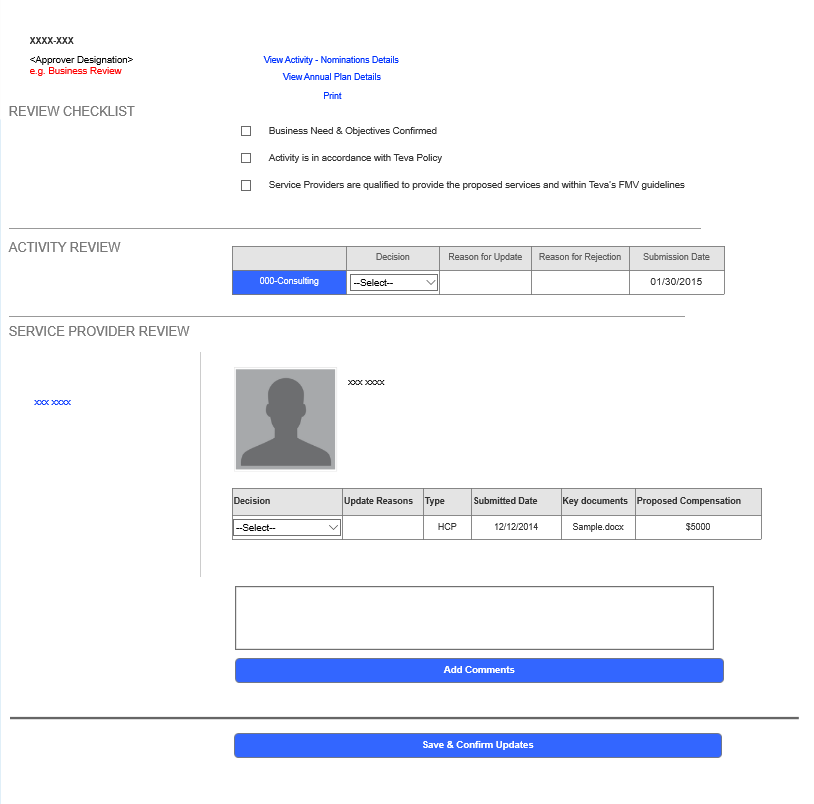 XXXX-XXX
<Approver Designation>
e.g. Business Review
View Activity - Nominations Details
View Annual Plan Details
Print
REVIEW CHECKLIST
Business Need & Objectives Confirmed
Activity is in accordance with Teva Policy
Service Providers are qualified to provide the proposed services and within Teva's FMV guidelines
ACTIVITY REVIEW
Decision Reason for Update Reason for Rejection Submission Date
000-Consulting --Select-- 01/30/2015
SERVICE PROVIDER REVIEW
xxx xxxx
xxx xxxx
Decision Update Reasons Type Submitted Date Key documents Proposed Compensation
--Select-- HCP 12/12/2014 Sample.docx $5000
Add Comments
Save & Confirm Updates